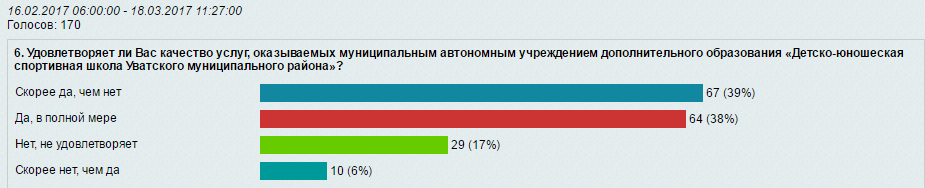 16.02.2017 06:00:00 - 18.03.2017 11:27:00
Голосов: 170
6. Удовлетворяет ли Вас качество услуг, оказываемых муниципальным автономным учреждением дополнительного образования «Детско-юношеская
спортивная школа Уватского муниципального района»?
Скорее да, чем нет 67 (39%)
Да, в полной мере 64 (38%)
Нет, не удовлетворяет 29 (17%)
Скорее нет, чем да 10 (6%)